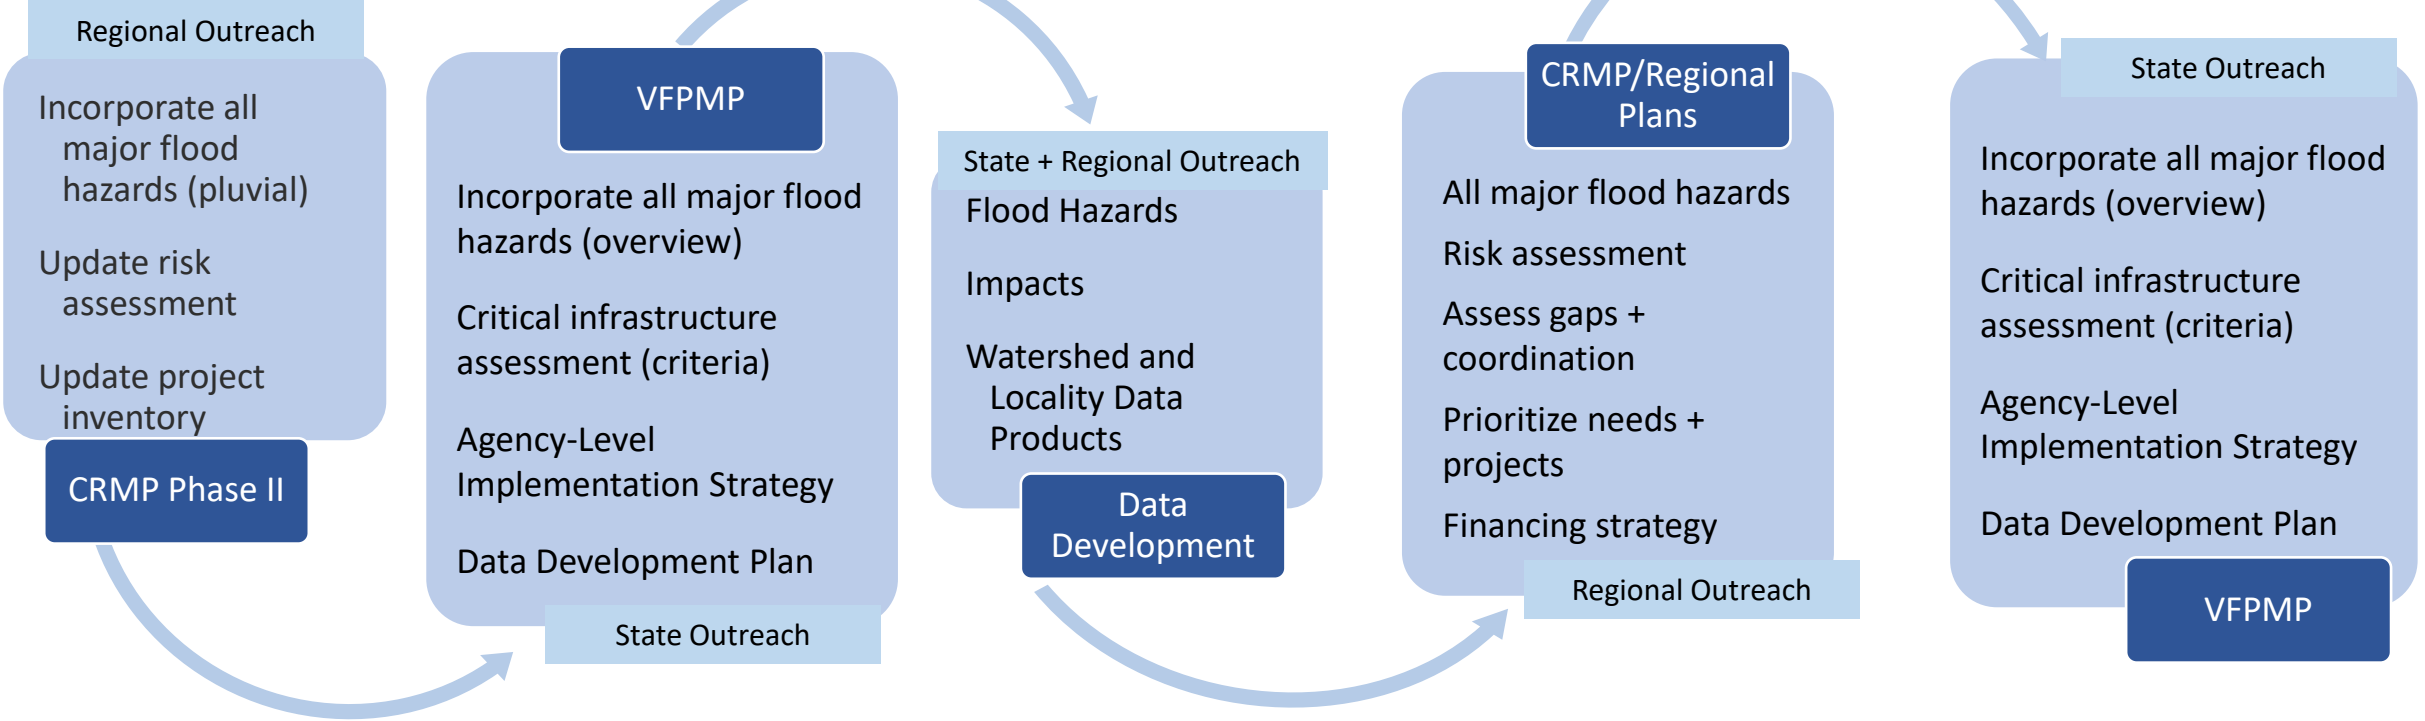 Regional Outreach
Incorporate all
major flood
hazards (pluvial)
Update risk
assessment
Update project
inventory
CRMP Phase II
VFPMP
Incorporate all major flood
hazards (overview)
Critical infrastructure
assessment (criteria)
Agency-Level
Implementation Strategy
Data Development Plan
State Outreach
State + Regional Outreach
Flood Hazards
Impacts
Watershed and
Locality Data
Products
Data
Development
CRMP/Regional
Plans
All major flood hazards
Risk assessment
Assess gaps +
coordination
Prioritize needs +
projects
Financing strategy
Regional Outreach
State Outreach
Incorporate all major flood
hazards (overview)
Critical infrastructure
assessment (criteria)
Agency-Level
Implementation Strategy
Data Development Plan
VFPMP